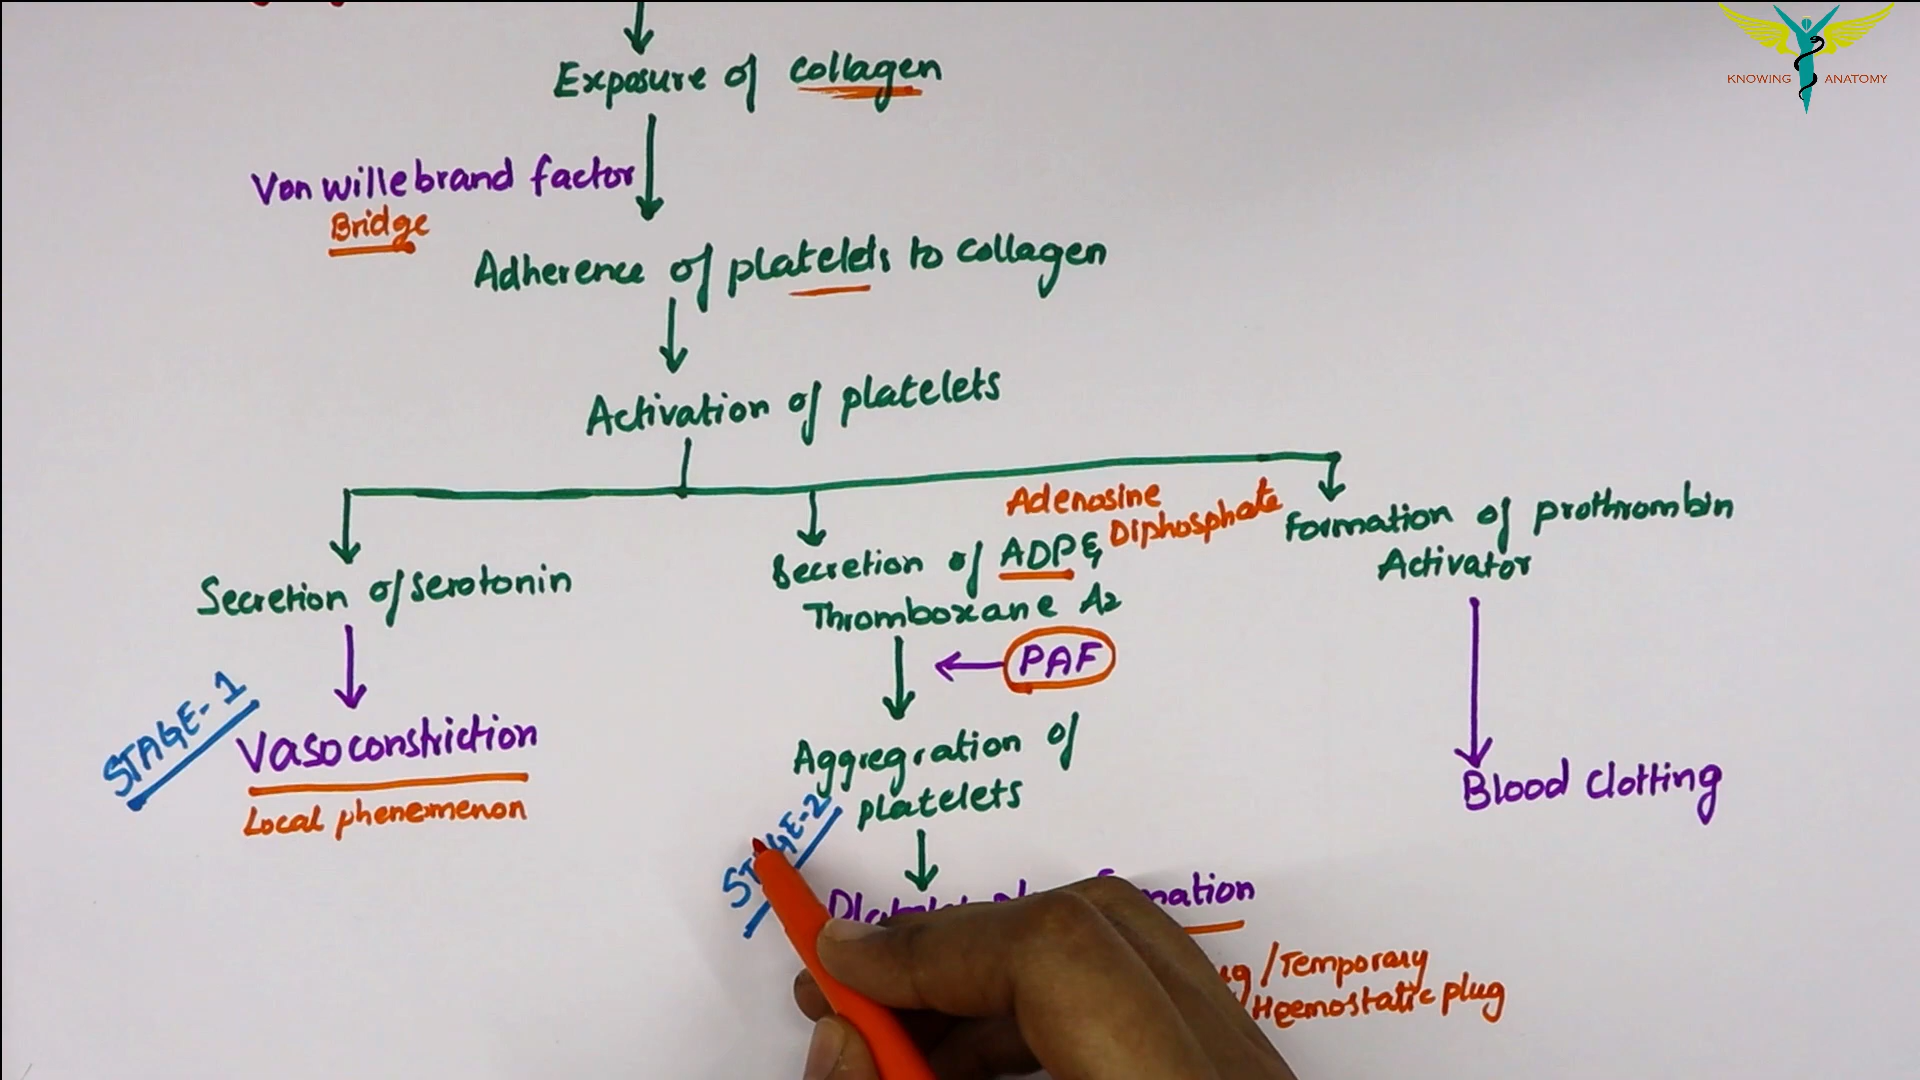 KNOWING ANATOMY
Exposure of collagen
Von willebrand factor
Bridge
Adherence of platelets to collagen
Activation of platelets
Adenosine
Diphosphate
Secretion of serotonin
Secretion of ADP &
Thromboxane A2
Formation of prothrombin
Activator
PAF
STAGE-1
Vasoconstriction
Local phenemenon
Aggregration of
platelets
Blood clotting
STAGE-2
/Temporary
Haemostatic plug